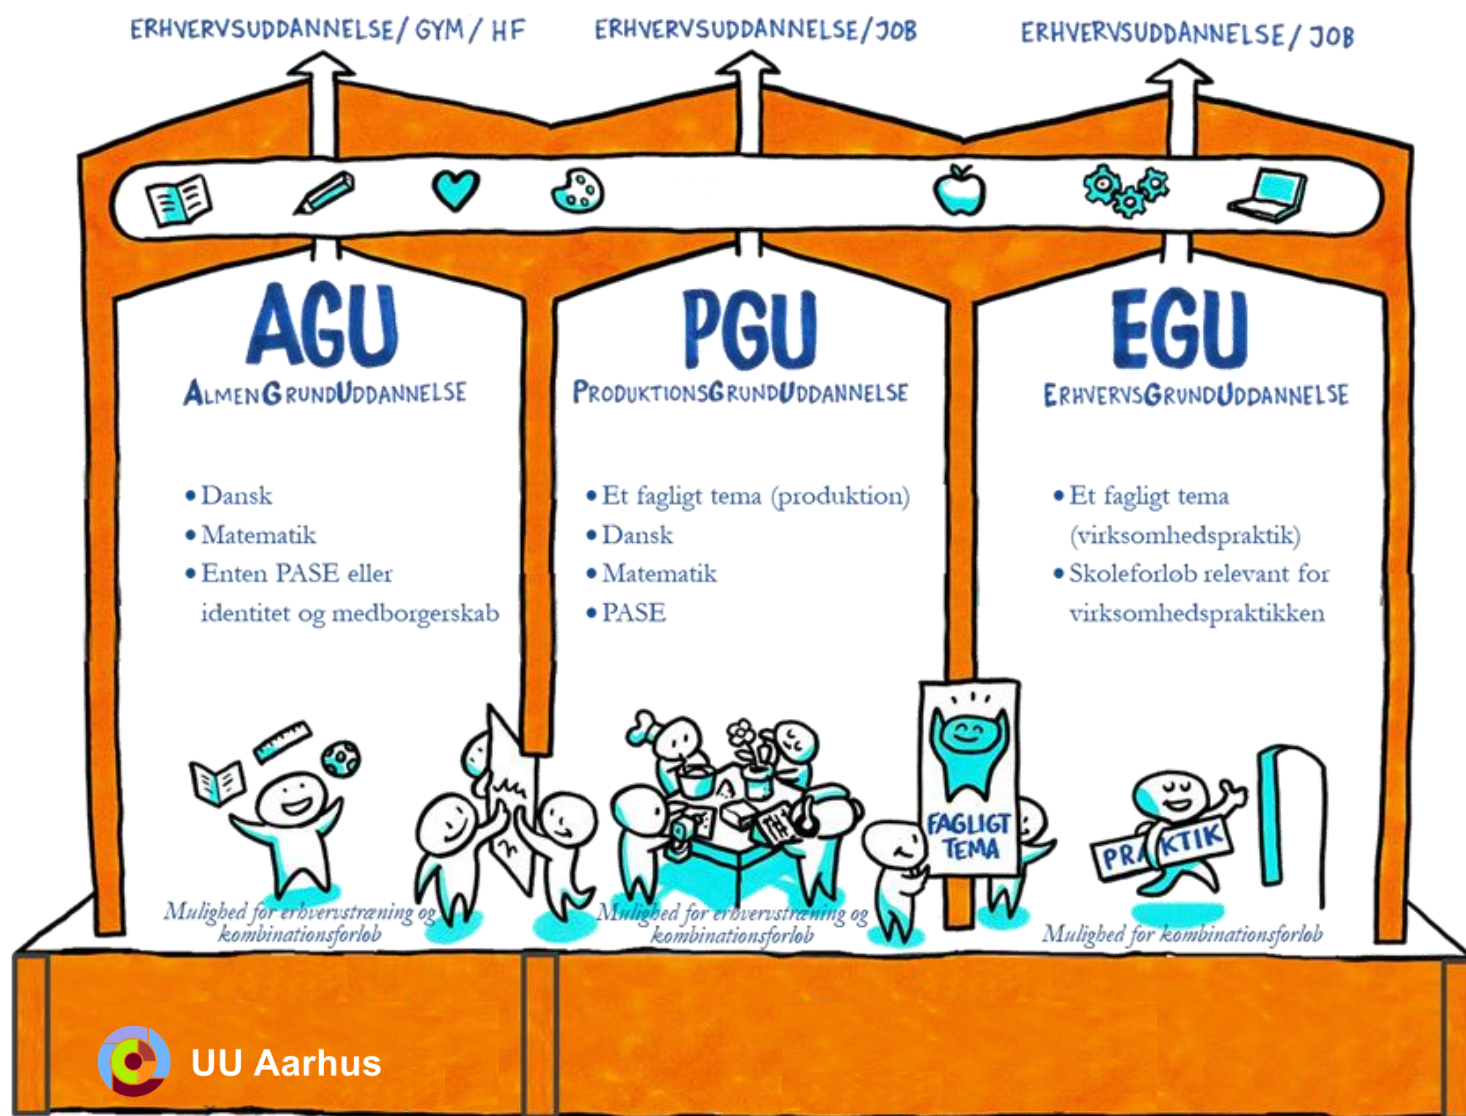 ERHVERVSUDDANNELSE/ GYM / HF
ERHVERVSUDDANNELSE/JOB
ERHVERVSUDDANNELSE/ JOB
AGU
ALMENGRUNDUDDANNELSE
• Dansk
• Matematik
• Enten PASE eller
identitet og medborgerskab
Mulighed for erhvervstræning og
kombinationsforløb
PGU
PRODUKTIONSGRUNDUDDANNELSE
• Et fagligt tema (produktion)
• Dansk
• Matematik
• PASE
Mulighed for erhvervstræning og
kombinationsforløb
FAGLIGT
TEMA
EGU
ERHVERVSGRUNDUDDANNELSE
• Et fagligt tema
(virksomhedspraktik)
• Skoleforløb relevant for
virksomhedspraktikken
PRAKTIK
Mulighed for kombinationsforløb
UU Aarhus